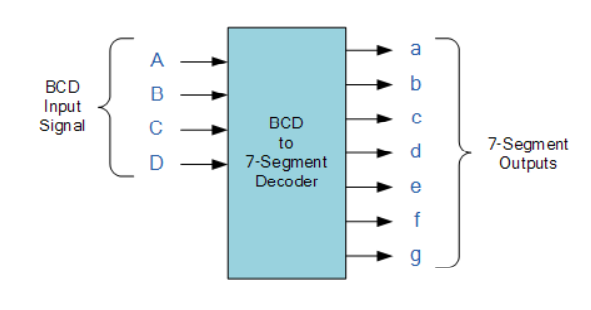 BCD
Input
Signal
A
B
C
D
BCD
to
7-Segment
Decoder
a
b
c
d
e
f
g
7-Segment
Outputs